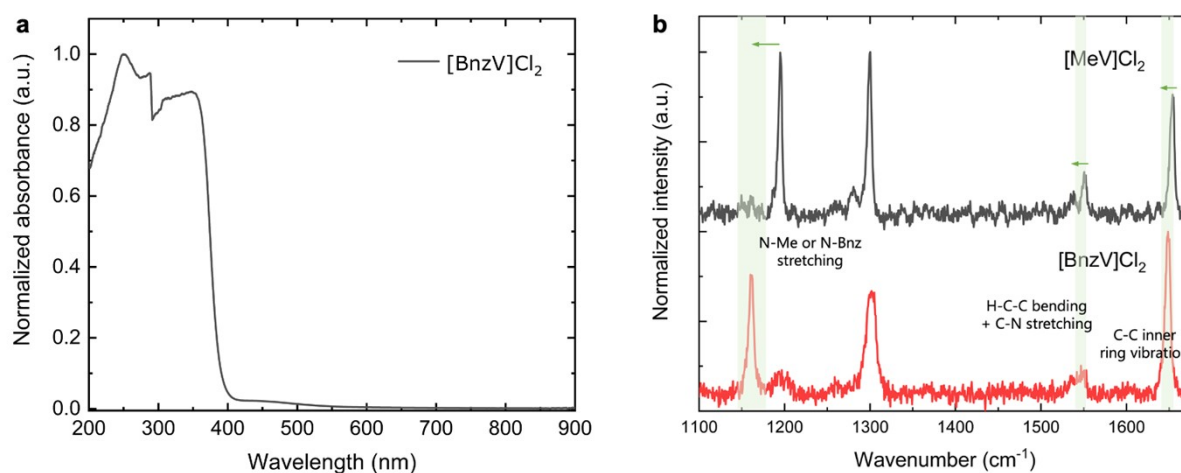 a
1.0
0.8
0.6
0.4
0.2
0.0
Normalized absorbance (a.u.)
[BnzV]Cl₂
200 300 400 500 600 700 800 900
Wavelength (nm)
b
Normalized intensity (a.u.)
[MeV]Cl₂
N-Me or N-Bnz
stretching
[BnzV]Cl₂
H-C-C bending
+ C-N stretching
C-C inner
ring vibratio
1100 1200 1300 1400 1500 1600
Wavenumber (cm⁻¹)